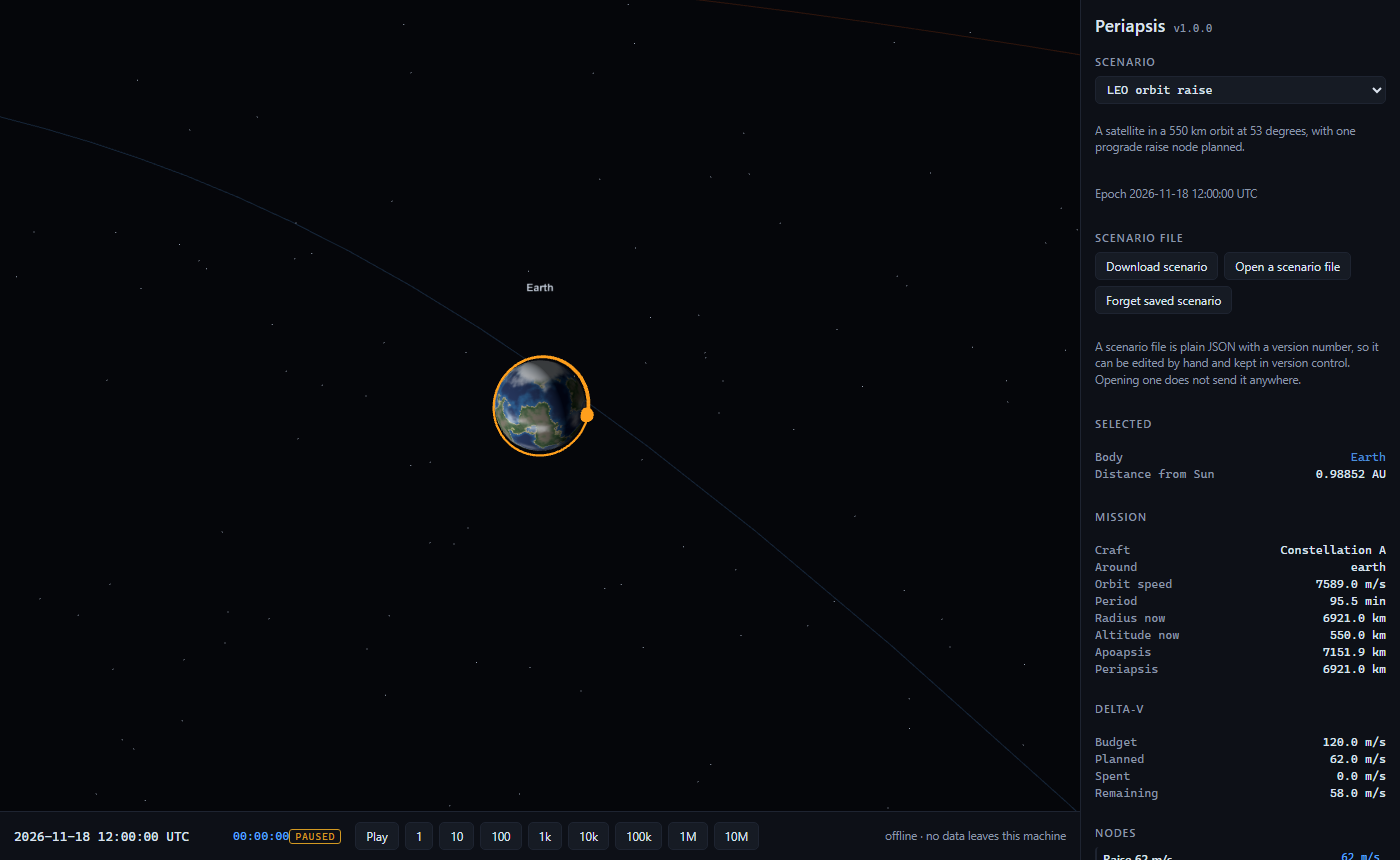 Periapsis v1.0.0
SCENARIO
LEO orbit raise
A satellite in a 550 km orbit at 53 degrees, with one
prograde raise node planned.
Epoch 2026-11-18 12:00:00 UTC
SCENARIO FILE
Download scenario Open a scenario file
Forget saved scenario
A scenario file is plain JSON with a version number, so it
can be edited by hand and kept in version control.
Opening one does not send it anywhere.
SELECTED
Body Earth
Distance from Sun 0.98852 AU
MISSION
Craft Constellation A
Around earth
Orbit speed 7589.0 m/s
Period 95.5 min
Radius now 6921.0 km
Altitude now 550.0 km
Apoapsis 7151.9 km
Periapsis 6921.0 km
DELTA-V
Budget 120.0 m/s
Planned 62.0 m/s
Spent 0.0 m/s
Remaining 58.0 m/s
NODES
Raise 62 m/s 62 m/s
Earth
2026-11-18 12:00:00 UTC 00:00:00 PAUSED Play 1 10 100 1k 10k 100k 1M 10M offline · no data leaves this machine